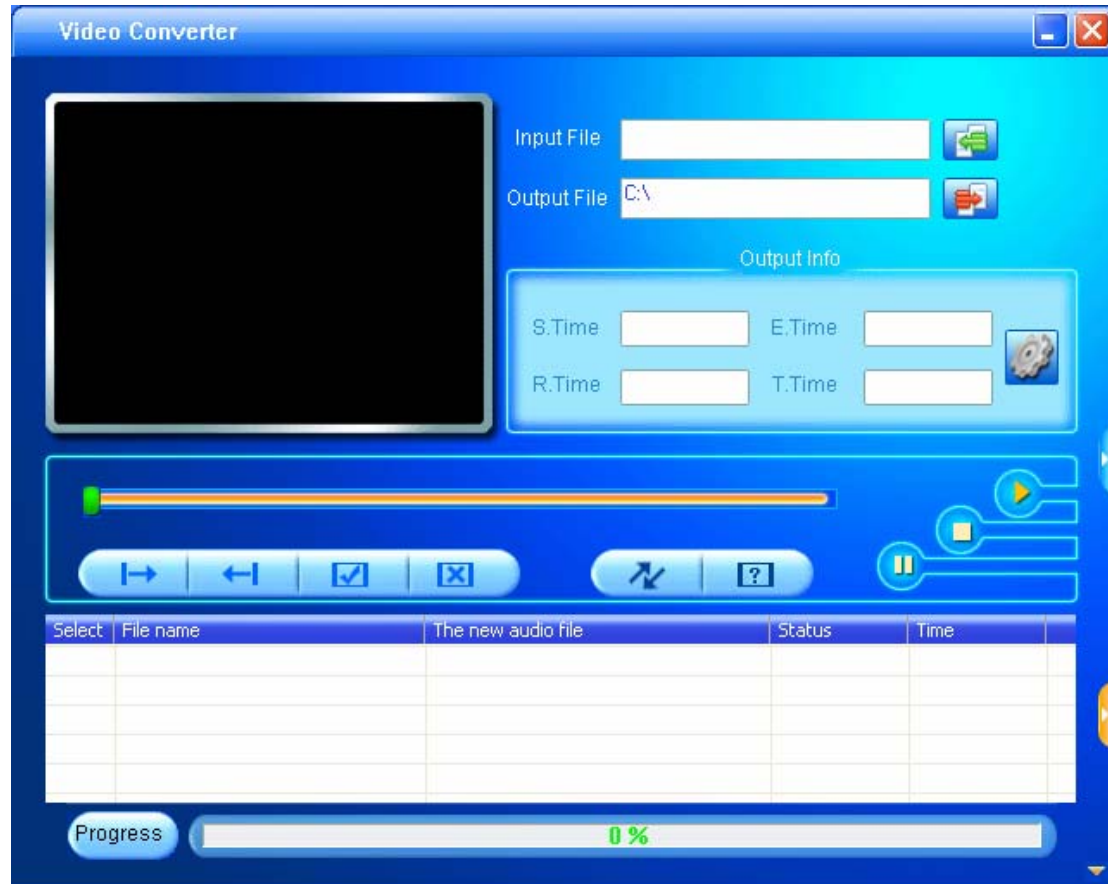 Video Converter
Input File
Output File C:\
Output Info
S.Time E.Time
R.Time T.Time
?
Select File name The new audio file Status Time
Progress 0 %